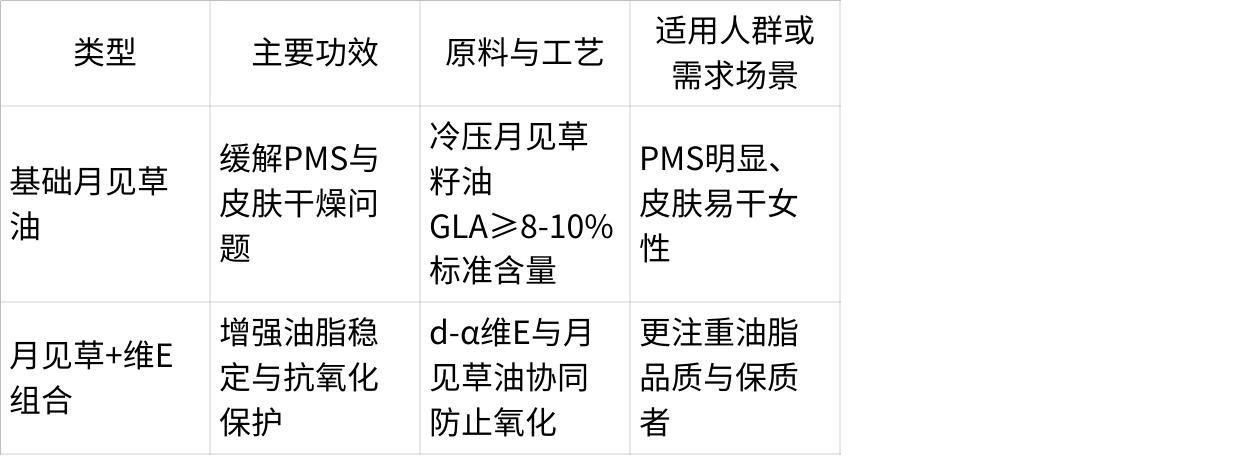 类型
主要功效
原料与工艺
适用人群或
需求场景
基础月见草
油
缓解PMS与
皮肤干燥问
题
冷压月见草
籽油
GLA≥8-10%
标准含量
PMS明显、
皮肤易干女
性
月见草+维E
组合
增强油脂稳
定与抗氧化
保护
d-α维E与月
见草油协同
防止氧化
更注重油脂
品质与保质
者